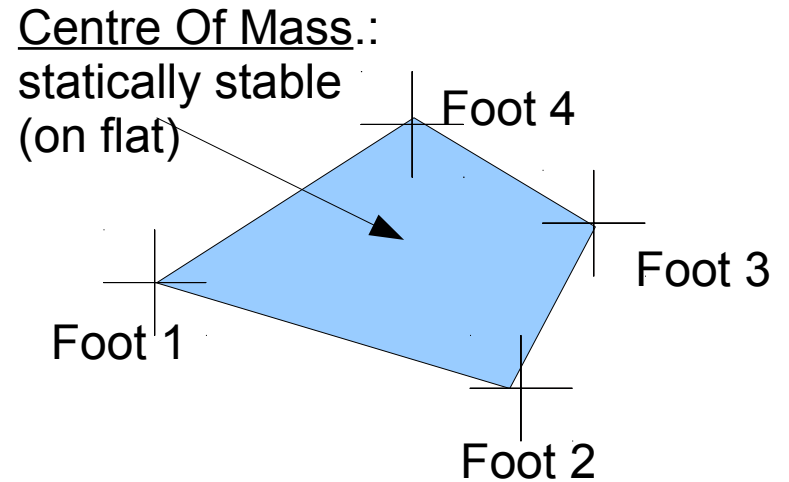 Centre Of Mass.:
statically stable
(on flat)
Foot 4
Foot 3
Foot 1
Foot 2